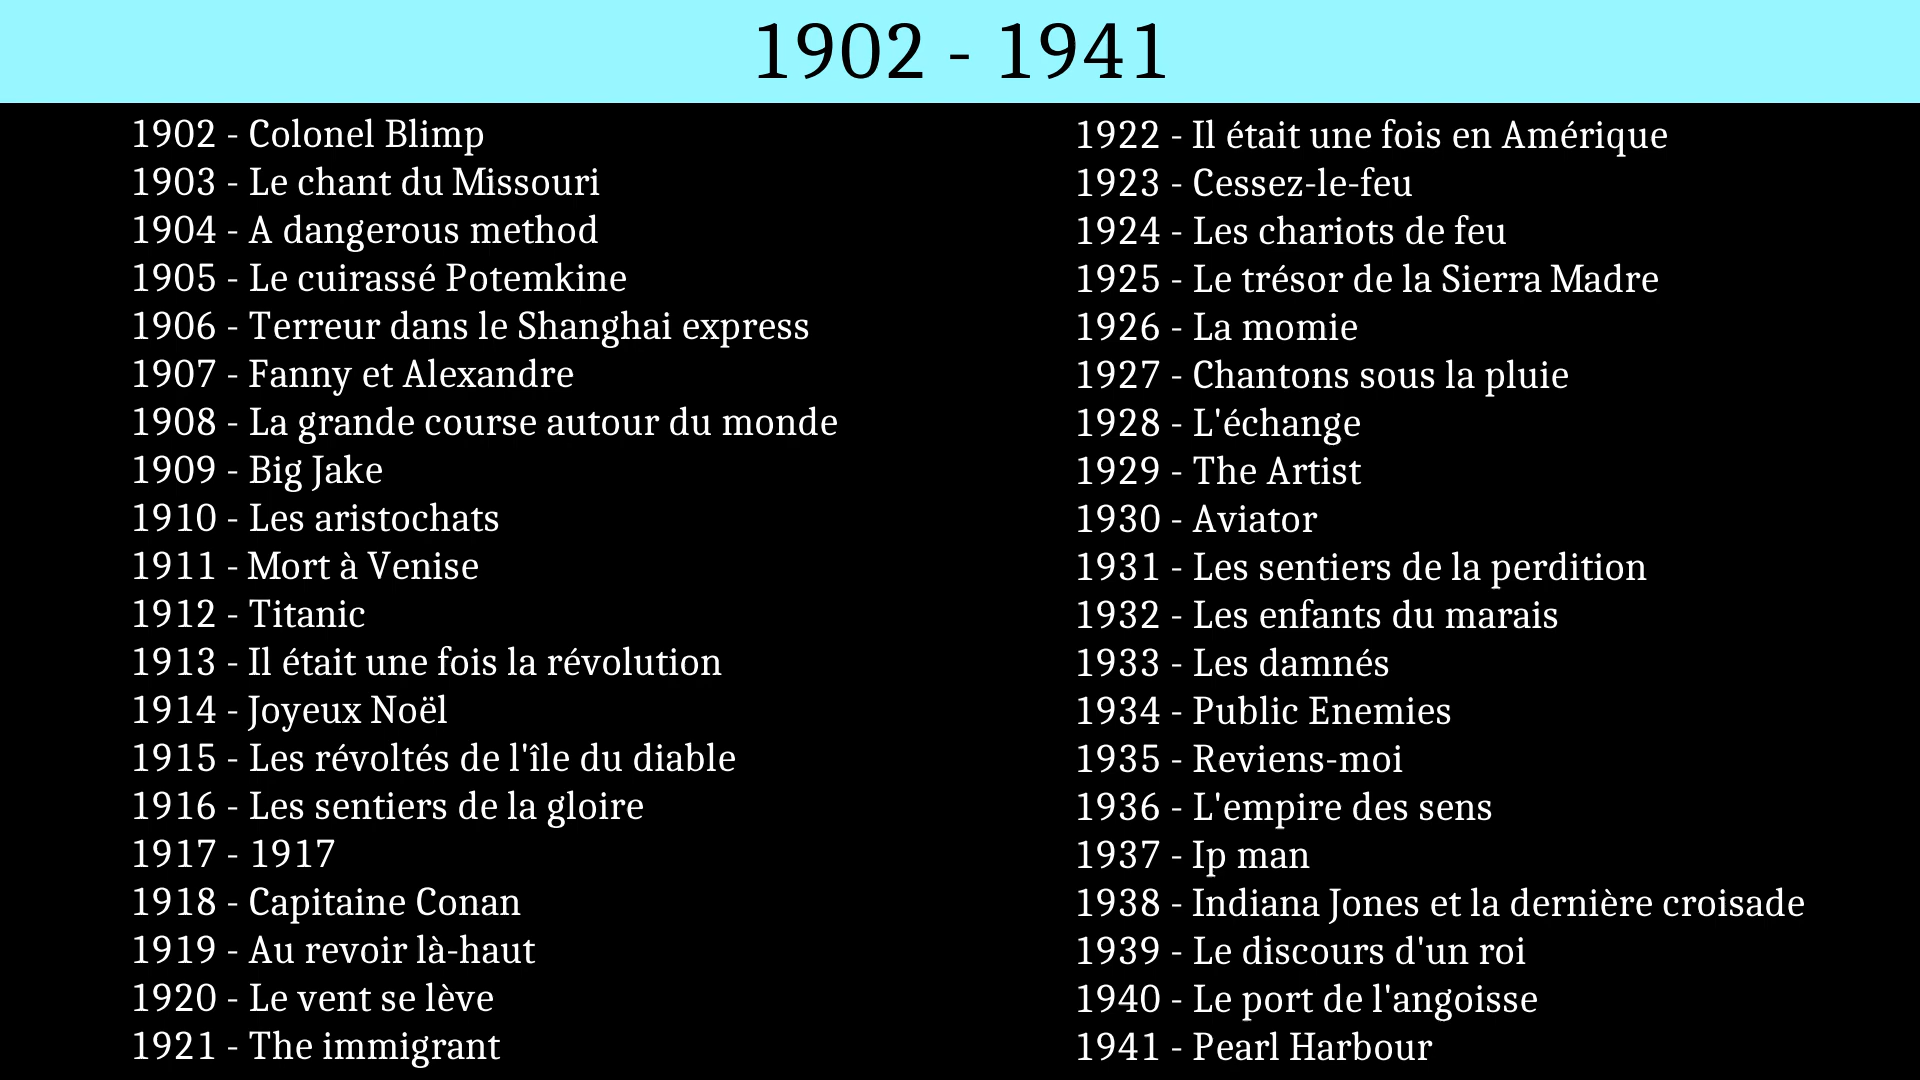 1902 - 1941
1902 - Colonel Blimp
1903 - Le chant du Missouri
1904 - A dangerous method
1905 - Le cuirassé Potemkine
1906 - Terreur dans le Shanghai express
1907 - Fanny et Alexandre
1908 - La grande course autour du monde
1909 - Big Jake
1910 - Les aristochats
1911 - Mort à Venise
1912 - Titanic
1913 - Il était une fois la révolution
1914 - Joyeux Noël
1915 - Les révoltés de l'île du diable
1916 - Les sentiers de la gloire
1917 - 1917
1918 - Capitaine Conan
1919 - Au revoir là-haut
1920 - Le vent se lève
1921 - The immigrant
1922 - Il était une fois en Amérique
1923 - Cessez-le-feu
1924 - Les chariots de feu
1925 - Le trésor de la Sierra Madre
1926 - La momie
1927 - Chantons sous la pluie
1928 - L'échange
1929 - The Artist
1930 - Aviator
1931 - Les sentiers de la perdition
1932 - Les enfants du marais
1933 - Les damnés
1934 - Public Enemies
1935 - Reviens-moi
1936 - L'empire des sens
1937 - Ip man
1938 - Indiana Jones et la dernière croisade
1939 - Le discours d'un roi
1940 - Le port de l'angoisse
1941 - Pearl Harbour